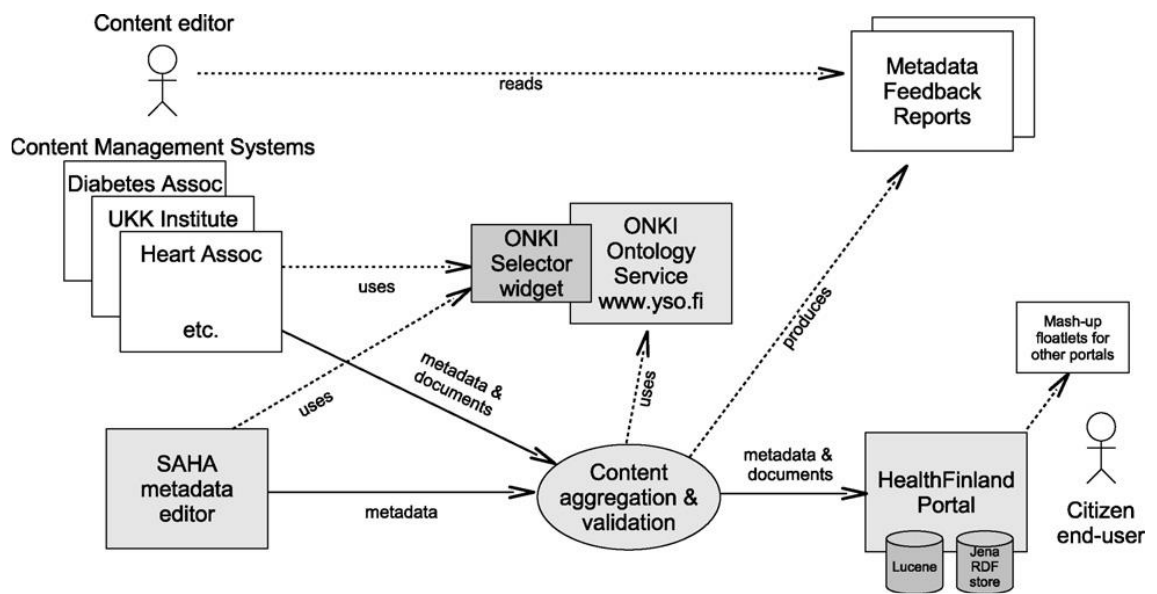 Content editor
reads
Metadata
Feedback
Reports
Content Management Systems
Diabetes Assoc
UKK Institute
Heart Assoc
etc.
uses
ONKI
Selector
widget
ONKI
Ontology
Service
www.yso.fi
produces
Mash-up
floatlets for
other portals
metadata &
documents
uses
uses
SAHA
metadata
editor
metadata
Content
aggregation &
validation
metadata &
documents
HealthFinland
Portal
Lucene
Jena
RDF
store
Citizen
end-user